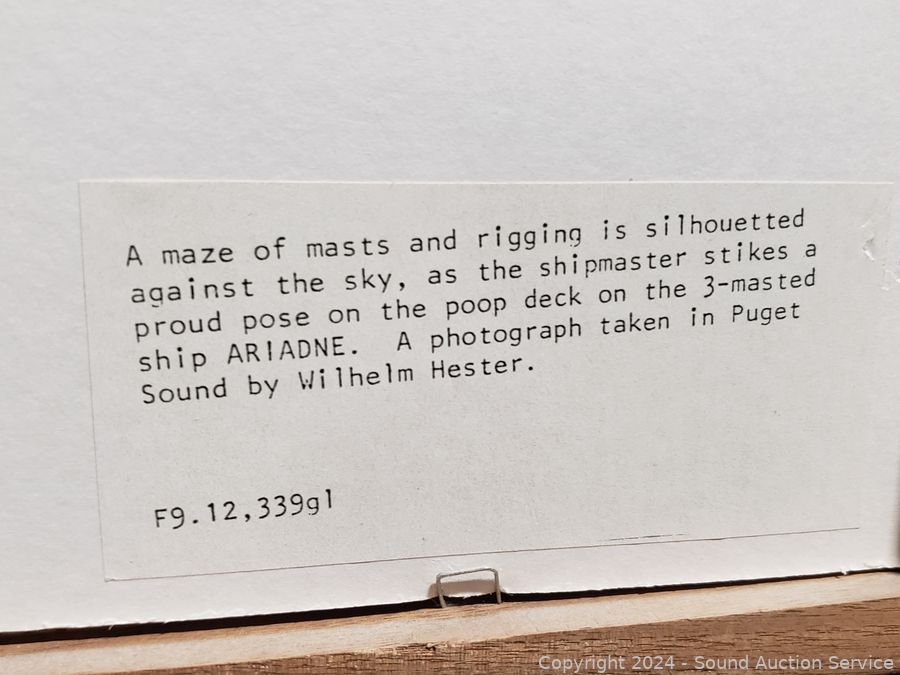 A maze of masts and rigging is silhouetted
against the sky, as the shipmaster stikes a
proud pose on the poop deck on the 3-masted
ship ARIADNE.  A photograph taken in Puget
Sound by Wilhelm Hester.
F9.12,339gl
Copyright 2024 - Sound Auction Service